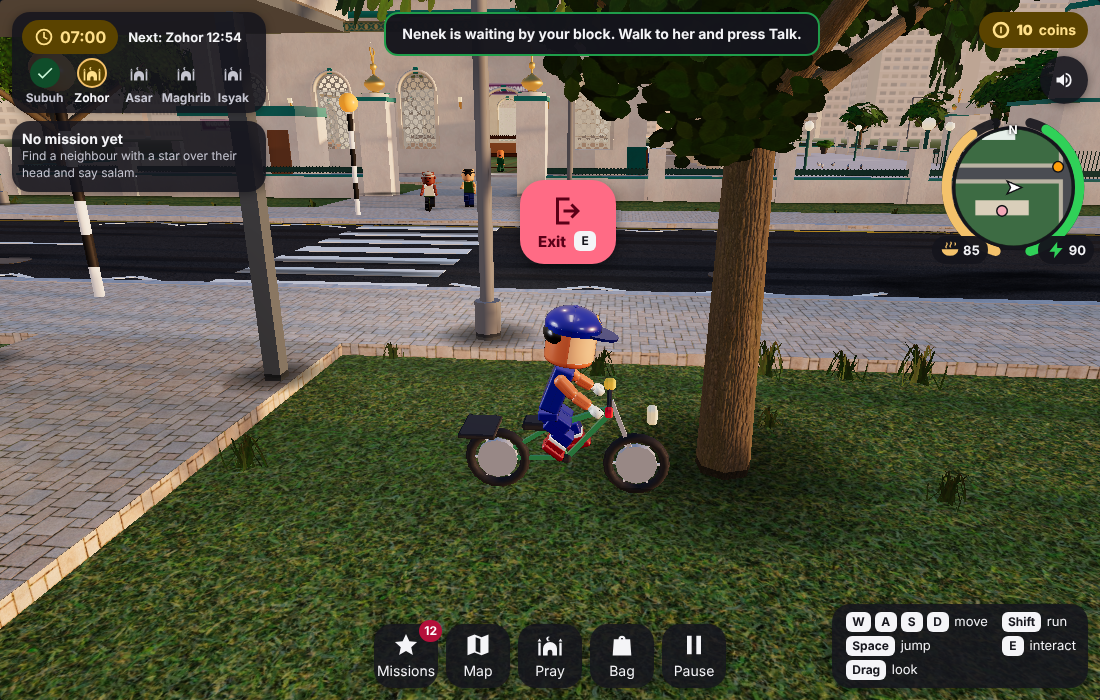 07:00
Next: Zohor 12:54
Subuh Zohor Asar Maghrib Isyak
No mission yet
Find a neighbour with a star over their
head and say salam.
Nenek is waiting by your block. Walk to her and press Talk.
10 coins
N
85
90
Exit E
12
Missions
Map
Pray
Bag
Pause
W A S D move Shift run
Space jump E interact
Drag look